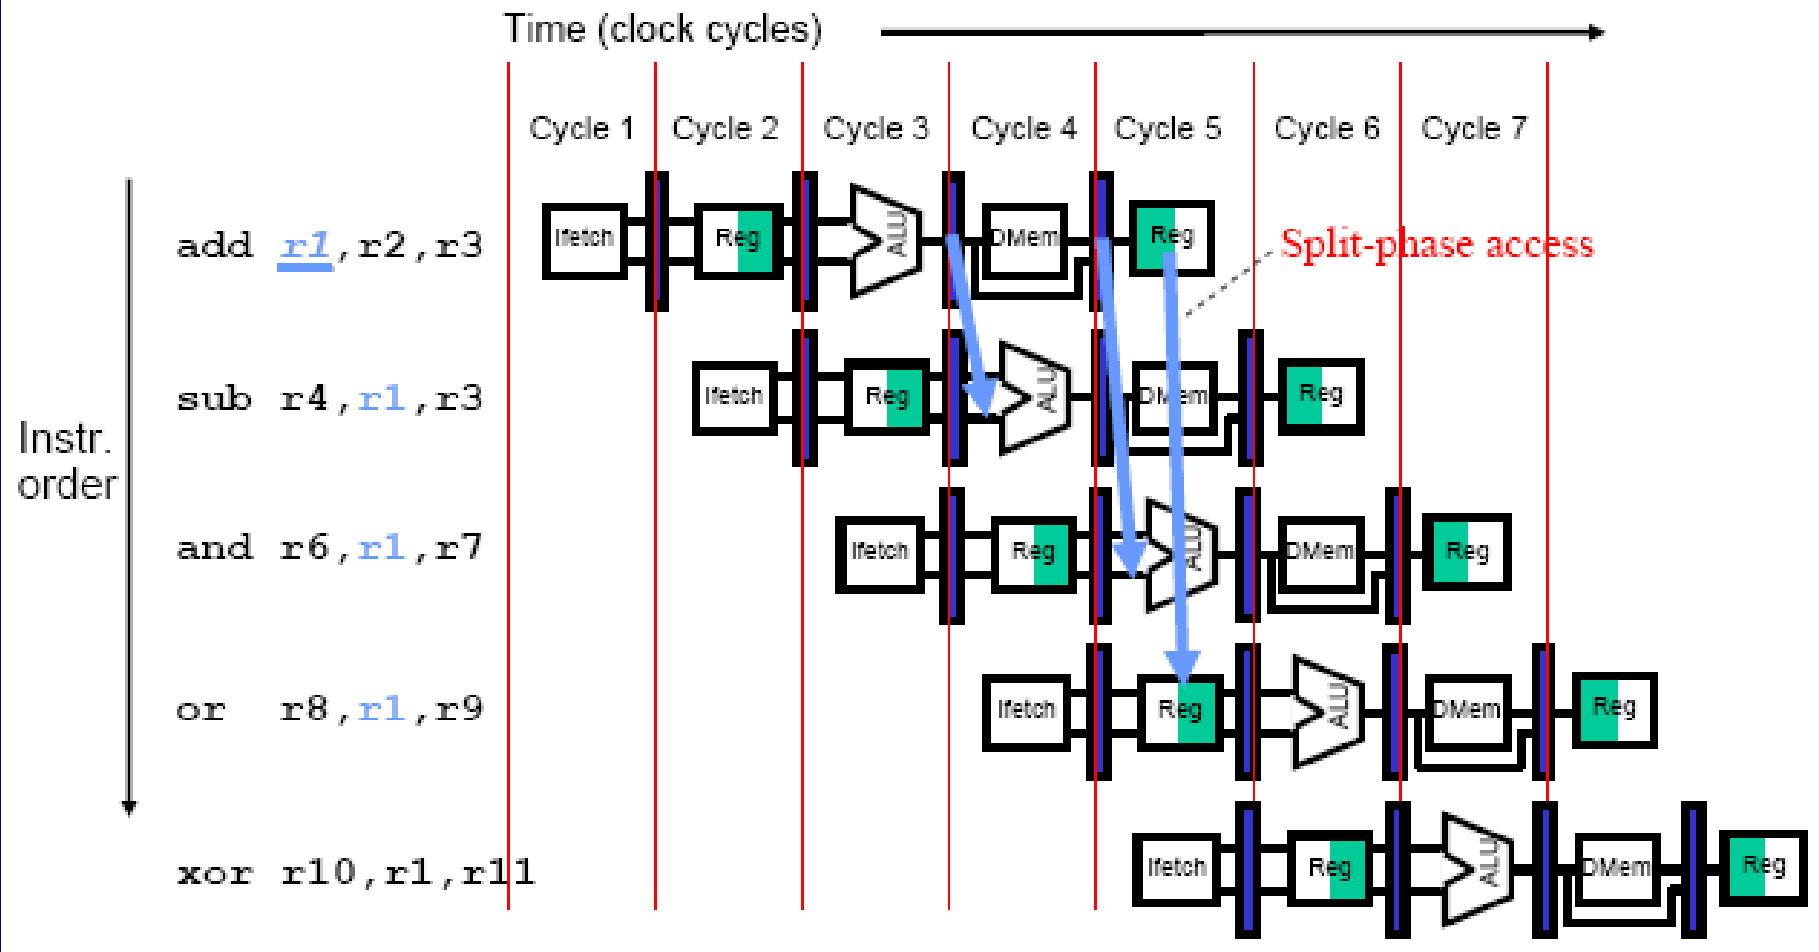 Time (clock cycles)
Cycle 1 Cycle 2 Cycle 3 Cycle 4 Cycle 5 Cycle 6 Cycle 7
Instr.
order
add r1,r2,r3
Ifetch Reg ALU DMem Reg
Split-phase access
sub r4,r1,r3
Ifetch Reg ALU DMem Reg
and r6,r1,r7
Ifetch Reg ALU DMem Reg
or r8,r1,r9
Ifetch Reg ALU DMem Reg
xor r10,r1,r11
Ifetch Reg ALU DMem Reg